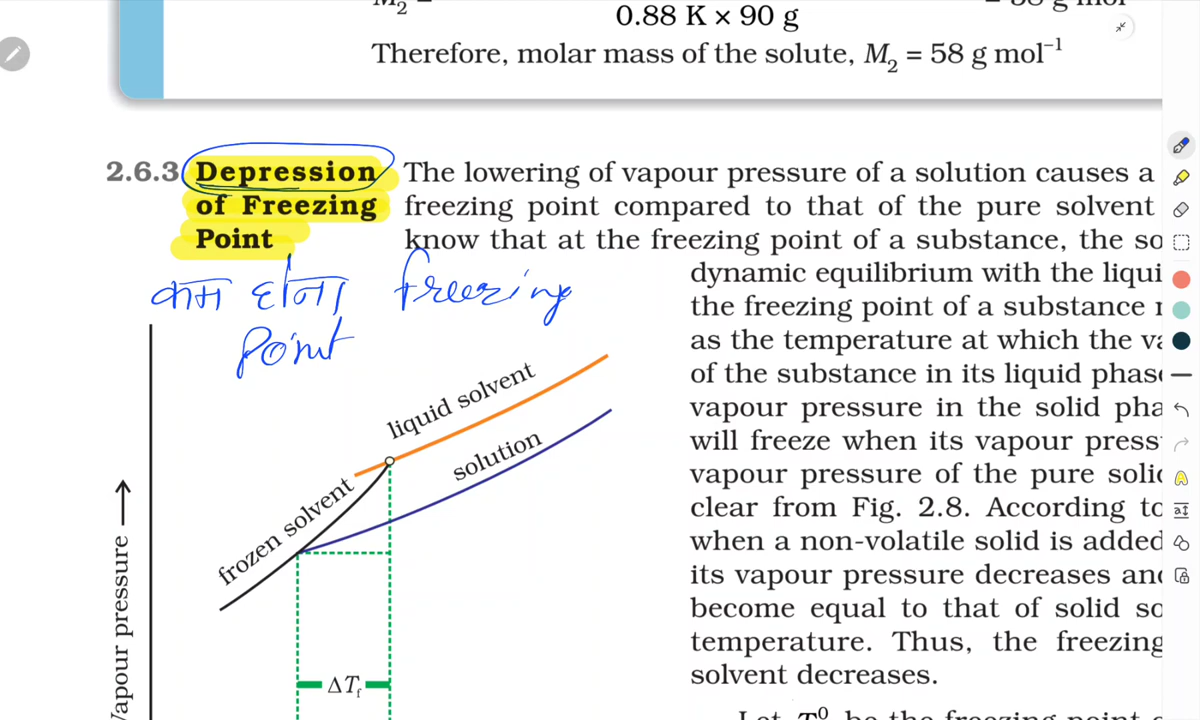 0.88 K × 90 g
Therefore, molar mass of the solute, M₂ = 58 g mol⁻¹
2.6.3 Depression
of Freezing
Point
The lowering of vapour pressure of a solution causes a
freezing point compared to that of the pure solvent
know that at the freezing point of a substance, the so
dynamic equilibrium with the liqui
the freezing point of a substance
as the temperature at which the va
of the substance in its liquid phase
vapour pressure in the solid pha
will freeze when its vapour press
vapour pressure of the pure solid
clear from Fig. 2.8. According to
when a non-volatile solid is added
its vapour pressure decreases and
become equal to that of solid so
temperature. Thus, the freezing
solvent decreases.
कम होना freezing
point
liquid solvent
solution
frozen solvent
Vapour pressure
ΔT_f